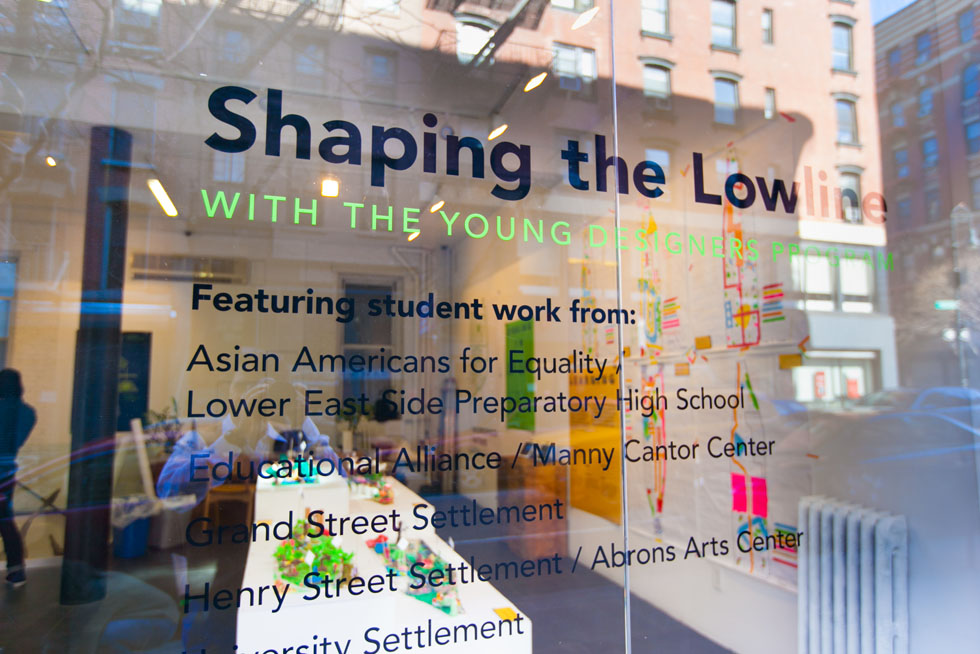 Shaping the Lowline
WITH THE YOUNG DESIGNERS PROGRAM
Featuring student work from:
Asian Americans for Equality /
Lower East Side Preparatory High School
Educational Alliance / Manny Cantor Center
Grand Street Settlement
Henry Street Settlement / Abrons Arts Center
University Settlement